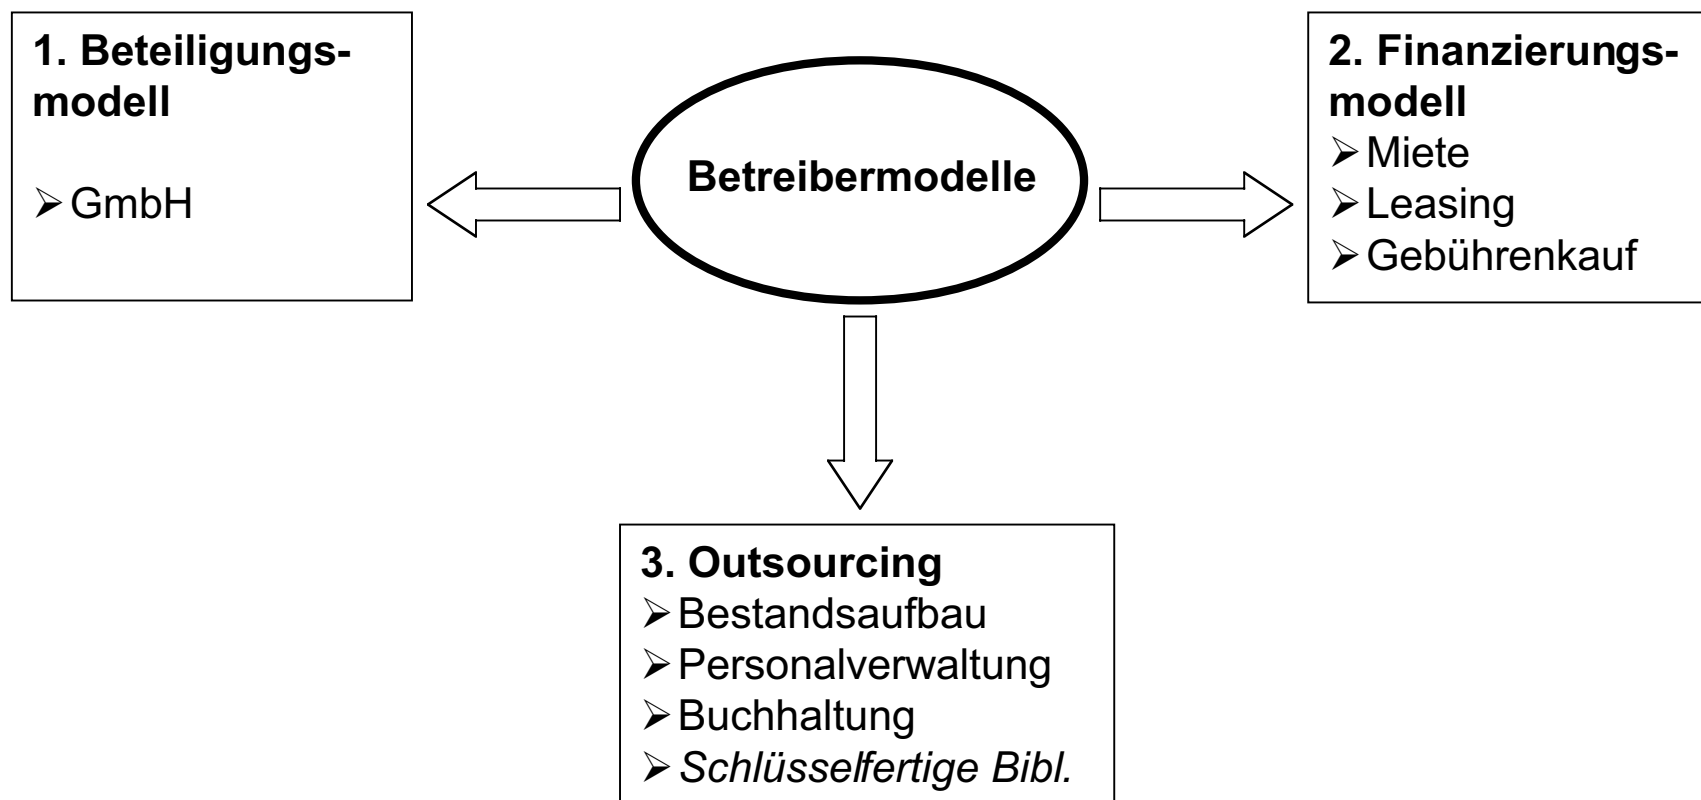 1. Beteiligungs-
modell
➢ GmbH
Betreibermodelle
2. Finanzierungs-
modell
➢ Miete
➢ Leasing
➢ Gebührenkauf
3. Outsourcing
➢ Bestandsaufbau
➢ Personalverwaltung
➢ Buchhaltung
➢ Schlüsselfertige Bibl.